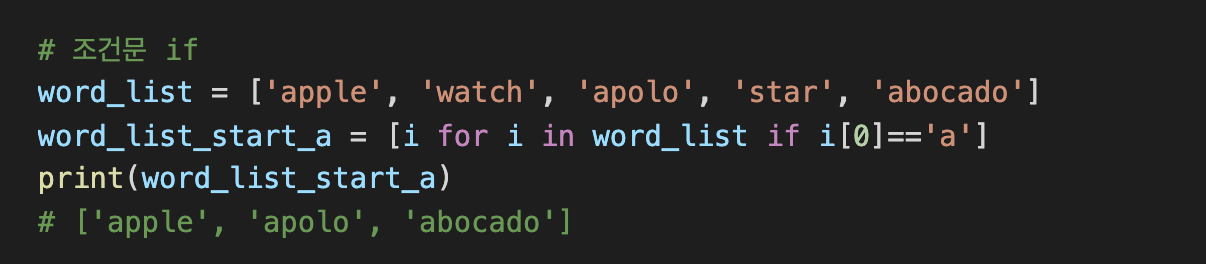 # 조건문 if
word_list = ['apple', 'watch', 'apolo', 'star', 'abocado']
word_list_start_a = [i for i in word_list if i[0]=='a']
print(word_list_start_a)
# ['apple', 'apolo', 'abocado']